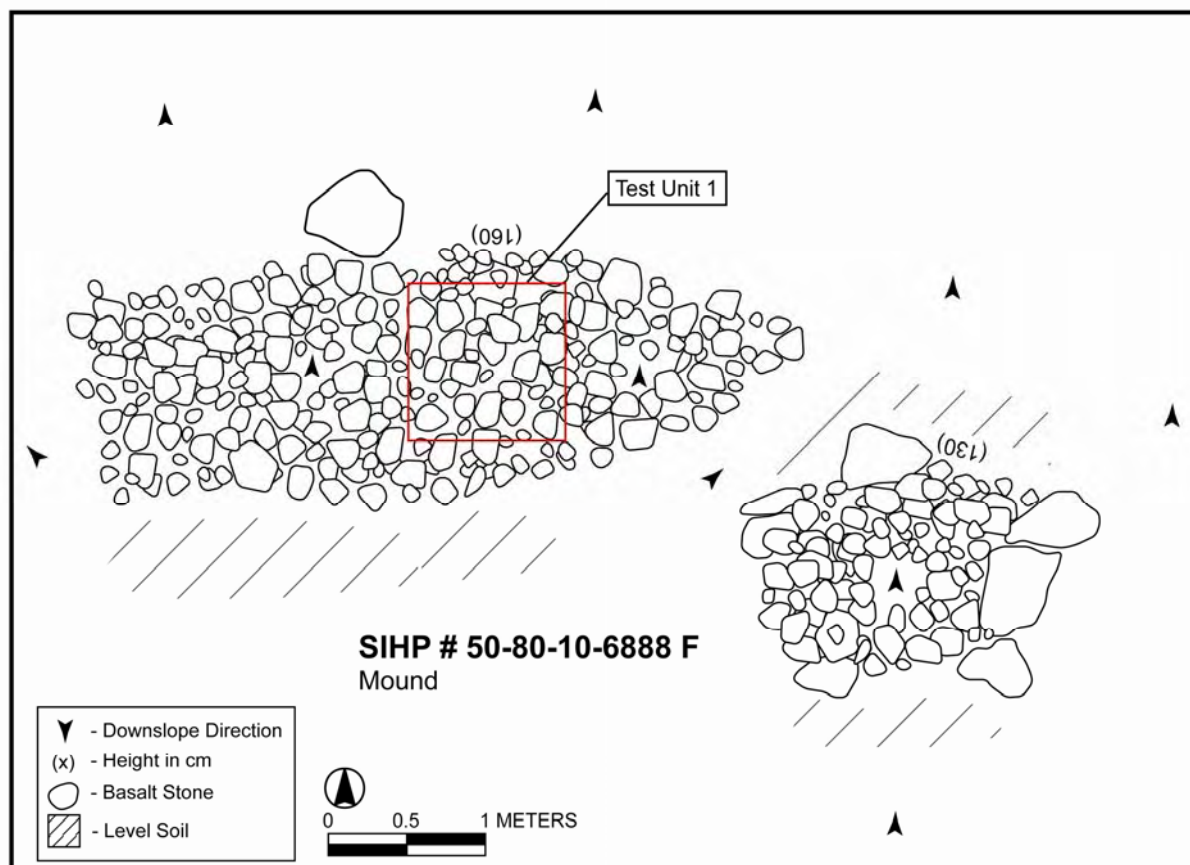 Test Unit 1
(160)
(130)
SIHP # 50-80-10-6888 F
Mound
- Downslope Direction
(x) - Height in cm
- Basalt Stone
- Level Soil
0 0.5 1 METERS